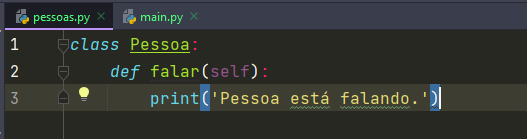 pessoas.py × main.py ×
1 class Pessoa:
2 def falar(self):
3 print('Pessoa está falando.')